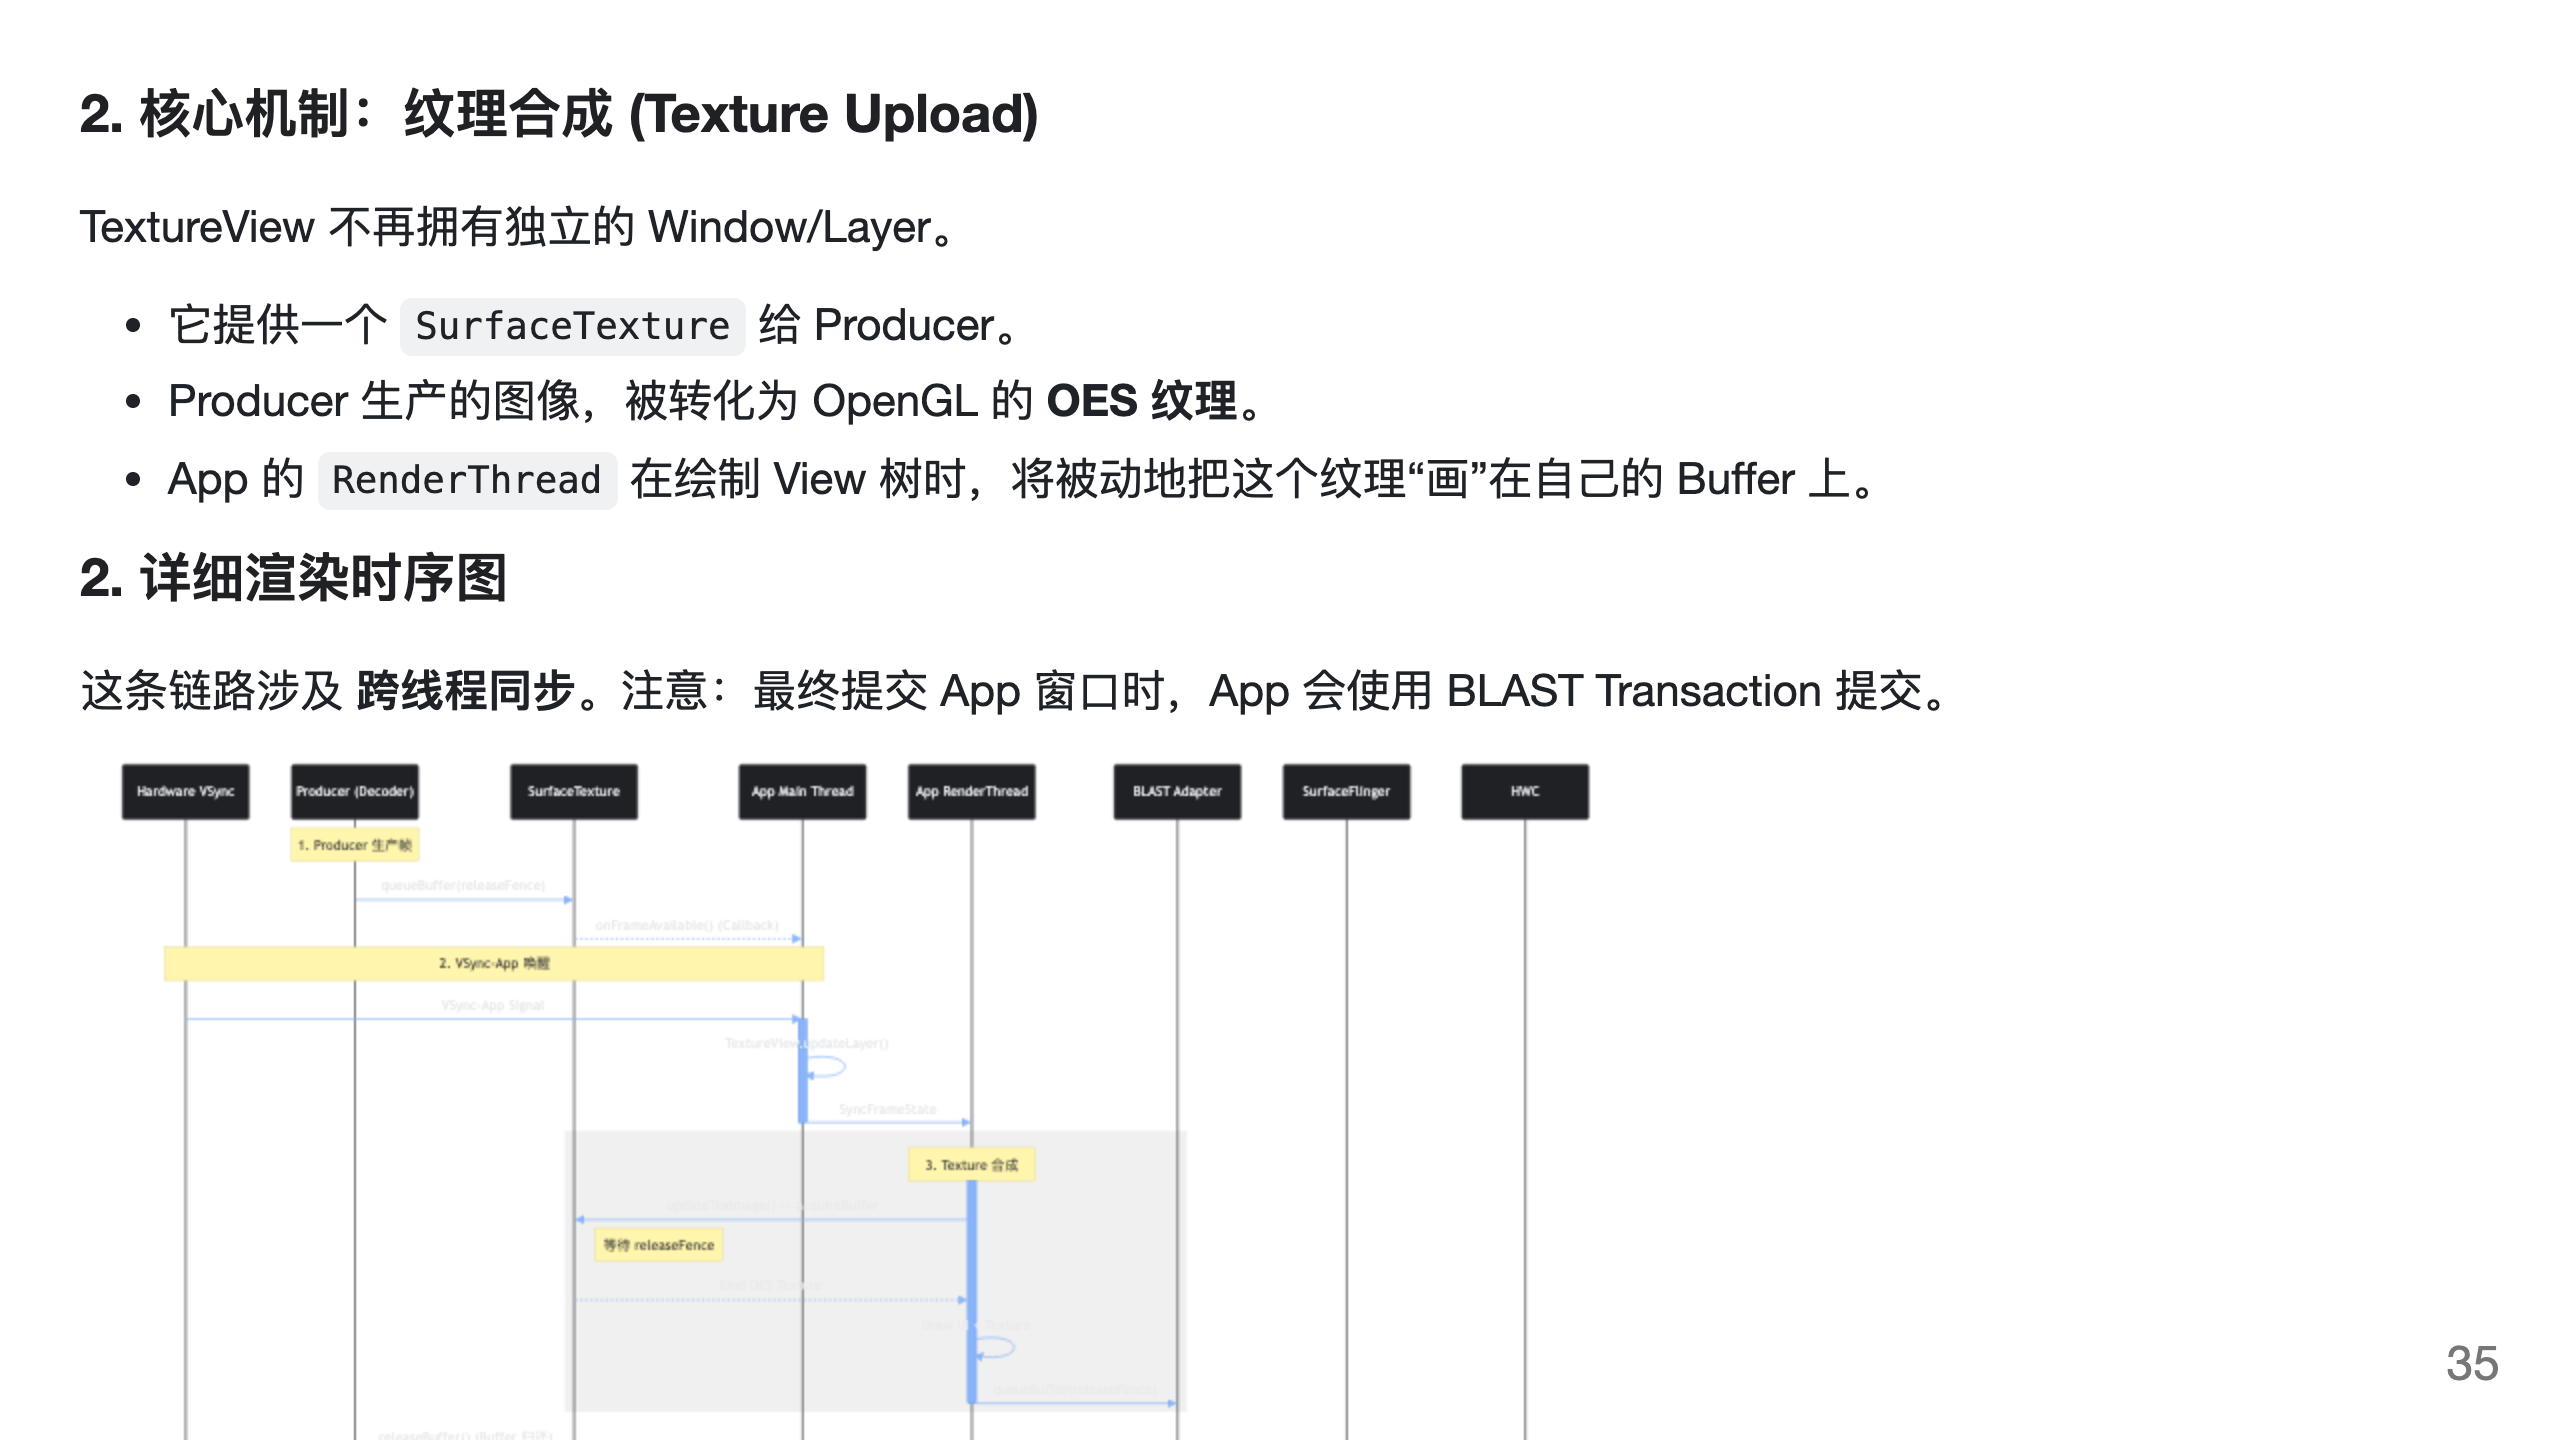 2. 核心机制：纹理合成 (Texture Upload)
TextureView 不再拥有独立的 Window/Layer。
• 它提供一个 SurfaceTexture 给 Producer。
• Producer 生产的图像，被转化为 OpenGL 的 OES 纹理。
• App 的 RenderThread 在绘制 View 树时，将被动地把这个纹理“画”在自己的 Buffer 上。
2. 详细渲染时序图
这条链路涉及 跨线程同步。注意：最终提交 App 窗口时，App 会使用 BLAST Transaction 提交。
Hardware VSync
Producer (Decoder)
SurfaceTexture
App Main Thread
App RenderThread
BLAST Adapter
SurfaceFlinger
HWC
1. Producer 生产帧
queueBuffer(releaseFence)
onFrameAvailable() (Callback)
2. VSync-App 唤醒
VSync-App Signal
TextureView.updateLayer()
SyncFrameState
3. Texture 合成
等待 releaseFence
releaseBuffer() (Buffer
35